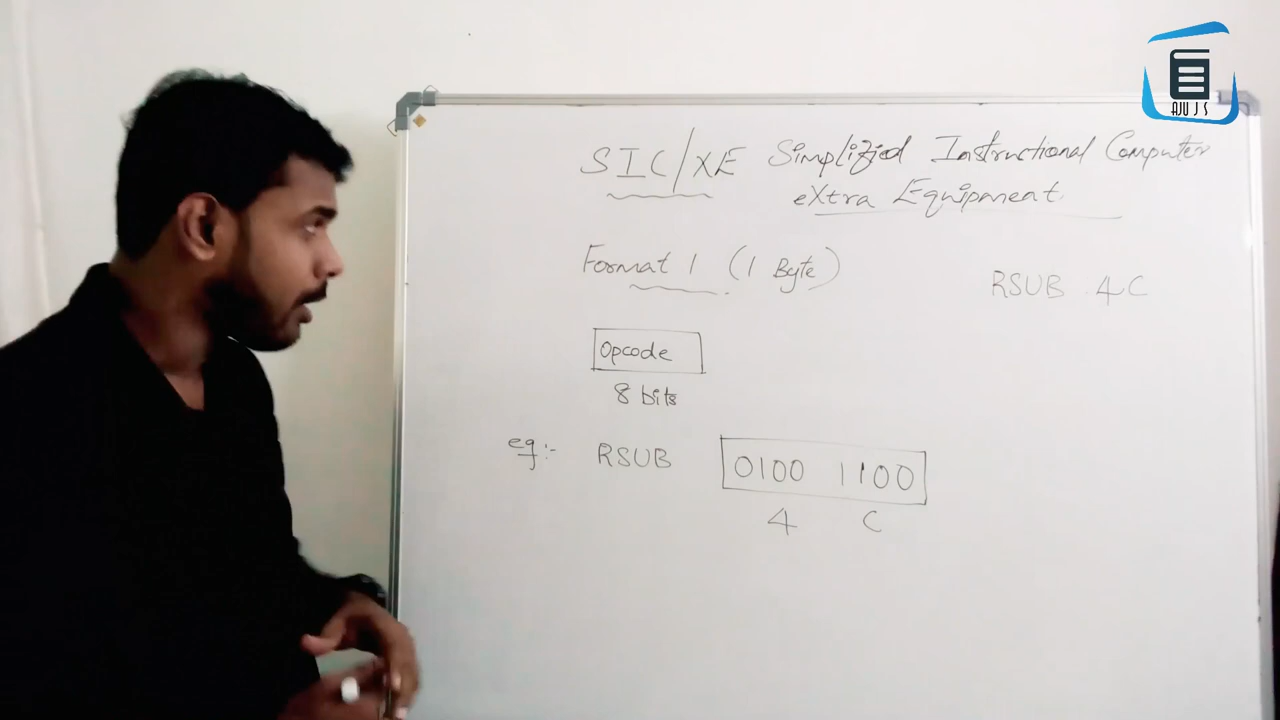 AJU J S
SIC/XE Simplified Instructional Computer
eXtra Equipment
Format 1 (1 Byte)
RSUB 4C
Opcode
8 bits
eg:- RSUB 0100 1100
4 C